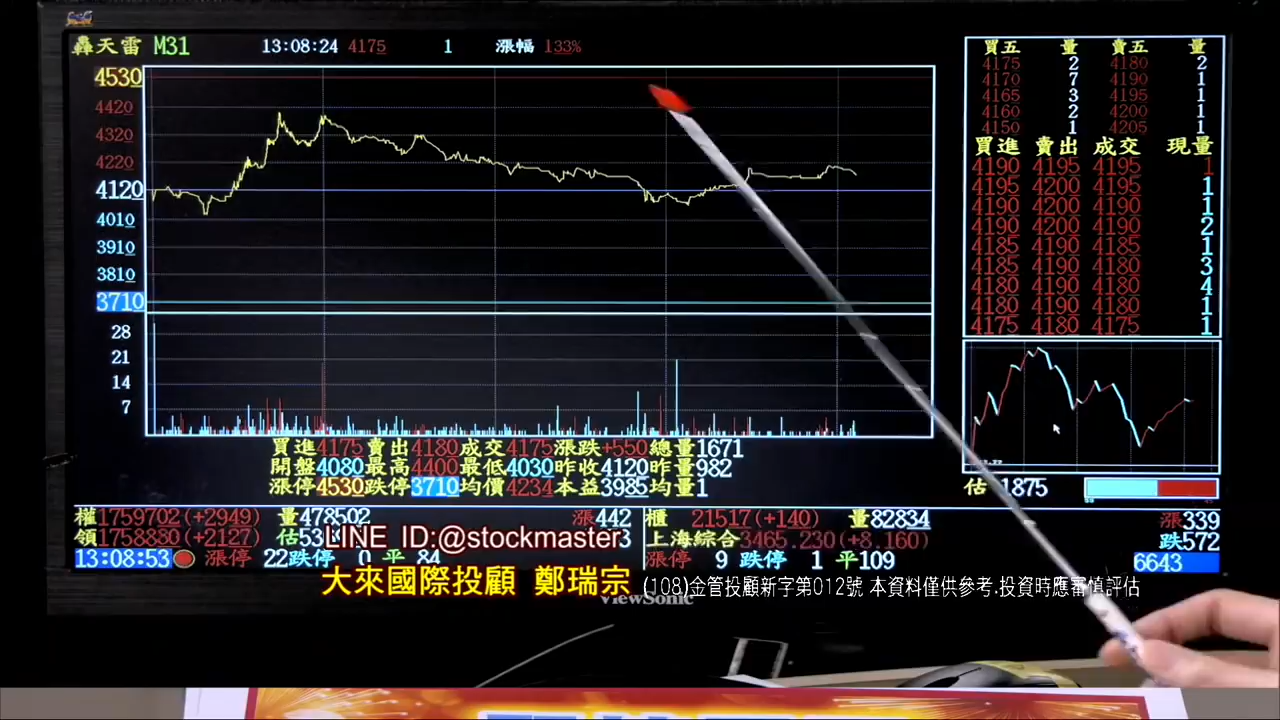 轟天雷 M31 13:08:24 4175 1 漲幅 133%
4530
4420
4320
4220
4120
4010
3910
3810
3710
28
21
14
7
買五 量 賣五 量
4175 2 4180 2
4170 7 4190 1
4165 3 4195 1
4160 2 4200 1
4150 1 4205 1
買進 賣出 成交 現量
4190 4195 4190 1
4195 4200 4195 1
4190 4200 4190 1
4190 4200 4190 2
4185 4190 4185 1
4185 4190 4180 3
4180 4190 4180 4
4180 4190 4180 1
4175 4180 4175 1
估 1875
買進4175賣出4180成交4175漲跌+550總量1671
開盤4080最高4400最低4030昨收4120昨量982
漲停4530跌停3710均價4234本益3985均量1
權1759702(+2949) 量478502 漲442
領1758880(+2127)
13:08:53 漲停 22跌停 0 平 84
櫃 21517(+140) 量82834 漲339
上海綜合3465.230(+8.160) 跌572
漲停 9 跌停 1 平109 6643
LINE ID:@stockmaster
大來國際投顧 鄭瑞宗 (108)金管投顧新字第012號 本資料僅供參考.投資時應審慎評估
ViewSonic